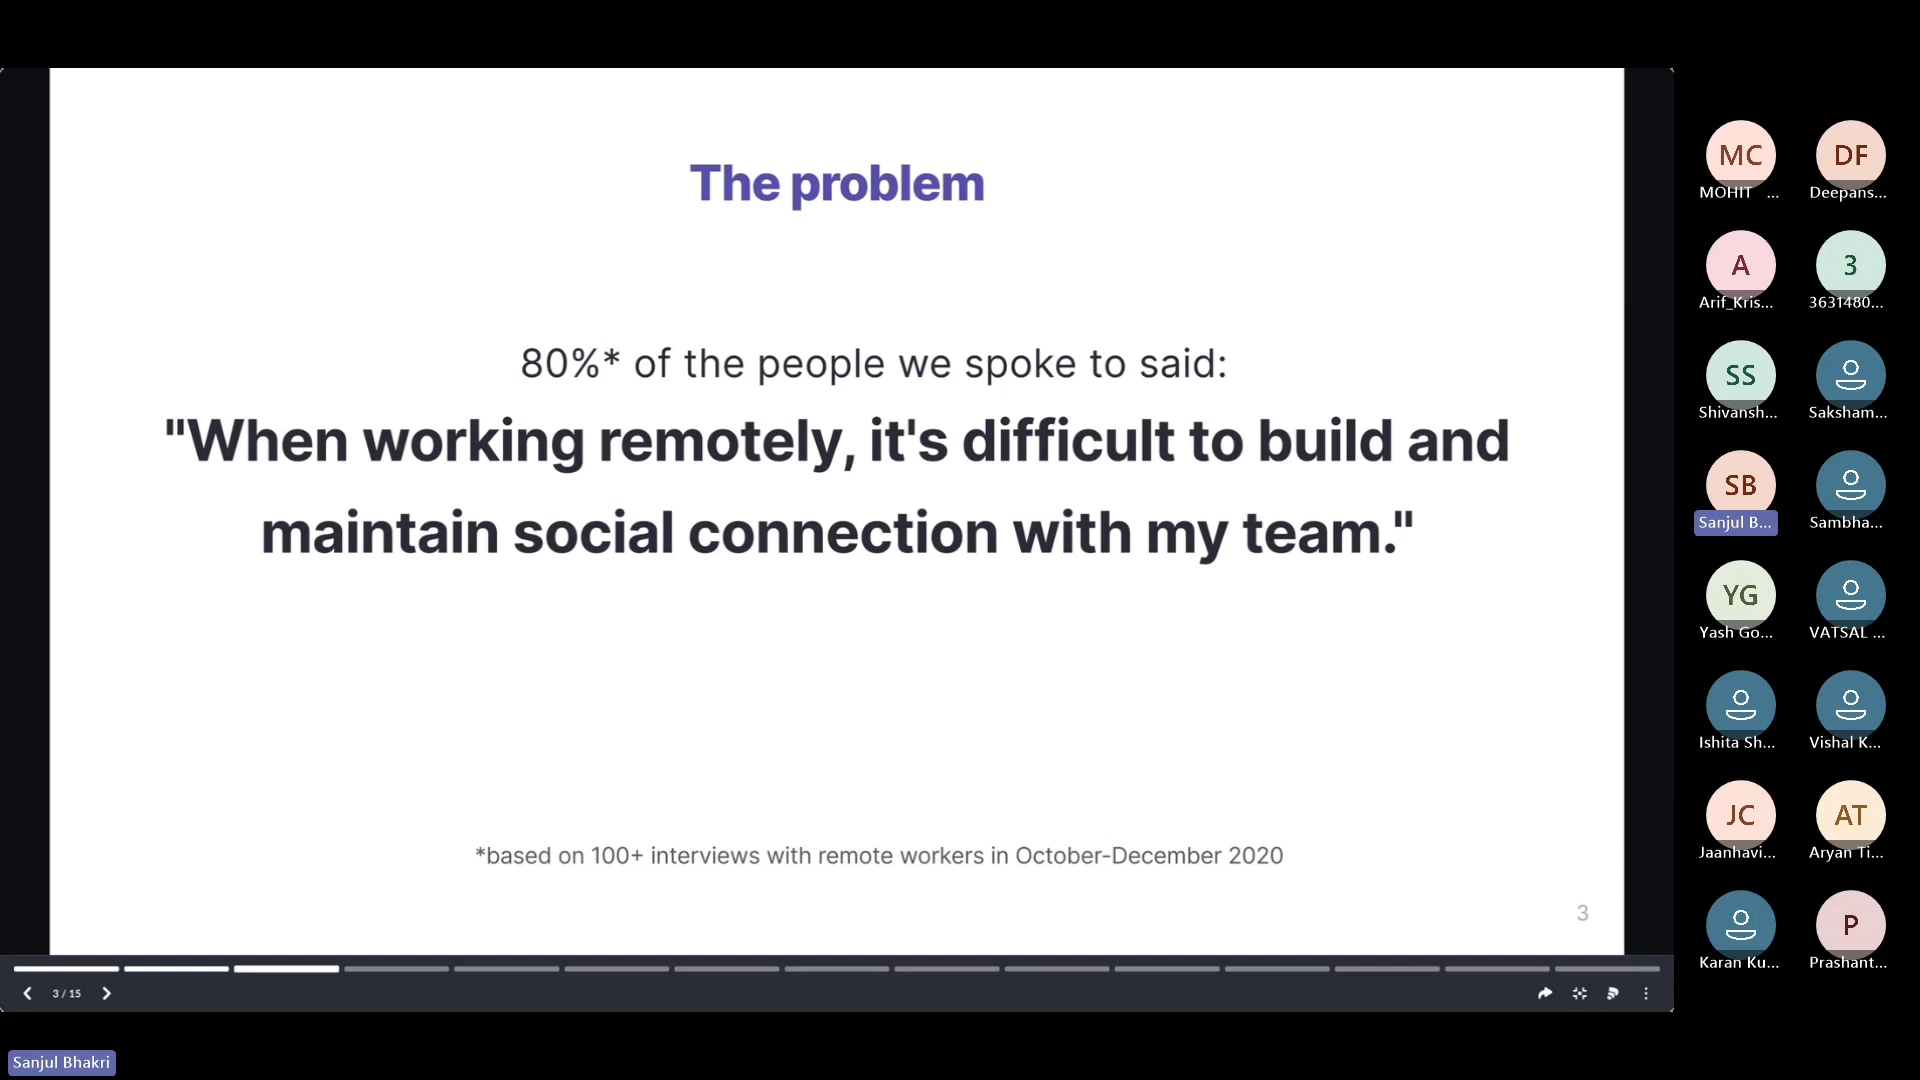 The problem
80%* of the people we spoke to said:
"When working remotely, it's difficult to build and
maintain social connection with my team."
*based on 100+ interviews with remote workers in October-December 2020
3
3 / 15
Sanjul Bhakri
MC
MOHIT ...
DF
Deepans...
A
Arif_Kris...
3
3631480...
SS
Shivansh...
Saksham...
SB
Sanjul B...
Sambha...
YG
Yash Go...
VATSAL ...
Ishita Sh...
Vishal K...
JC
Jaanhavi...
AT
Aryan Ti...
Karan Ku...
P
Prashant...